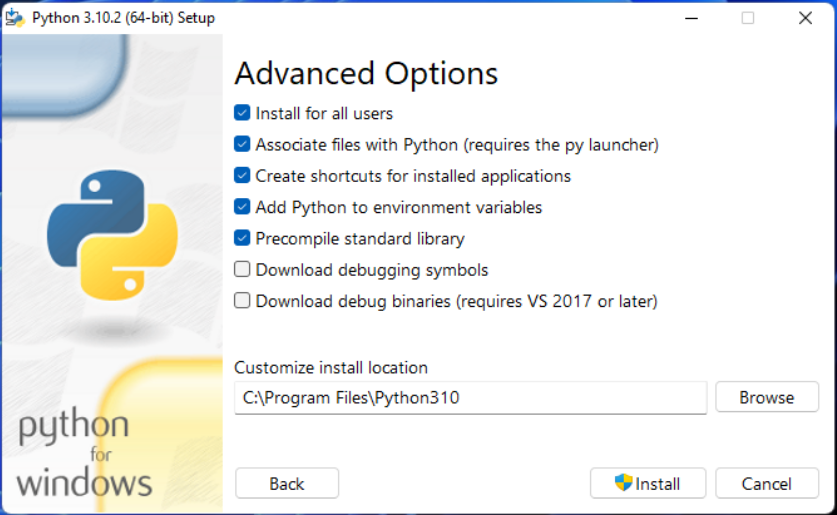 Python 3.10.2 (64-bit) Setup
Advanced Options
Install for all users
Associate files with Python (requires the py launcher)
Create shortcuts for installed applications
Add Python to environment variables
Precompile standard library
Download debugging symbols
Download debug binaries (requires VS 2017 or later)
Customize install location
C:\Program Files\Python310
Browse
python
for
windows
Back
Install
Cancel